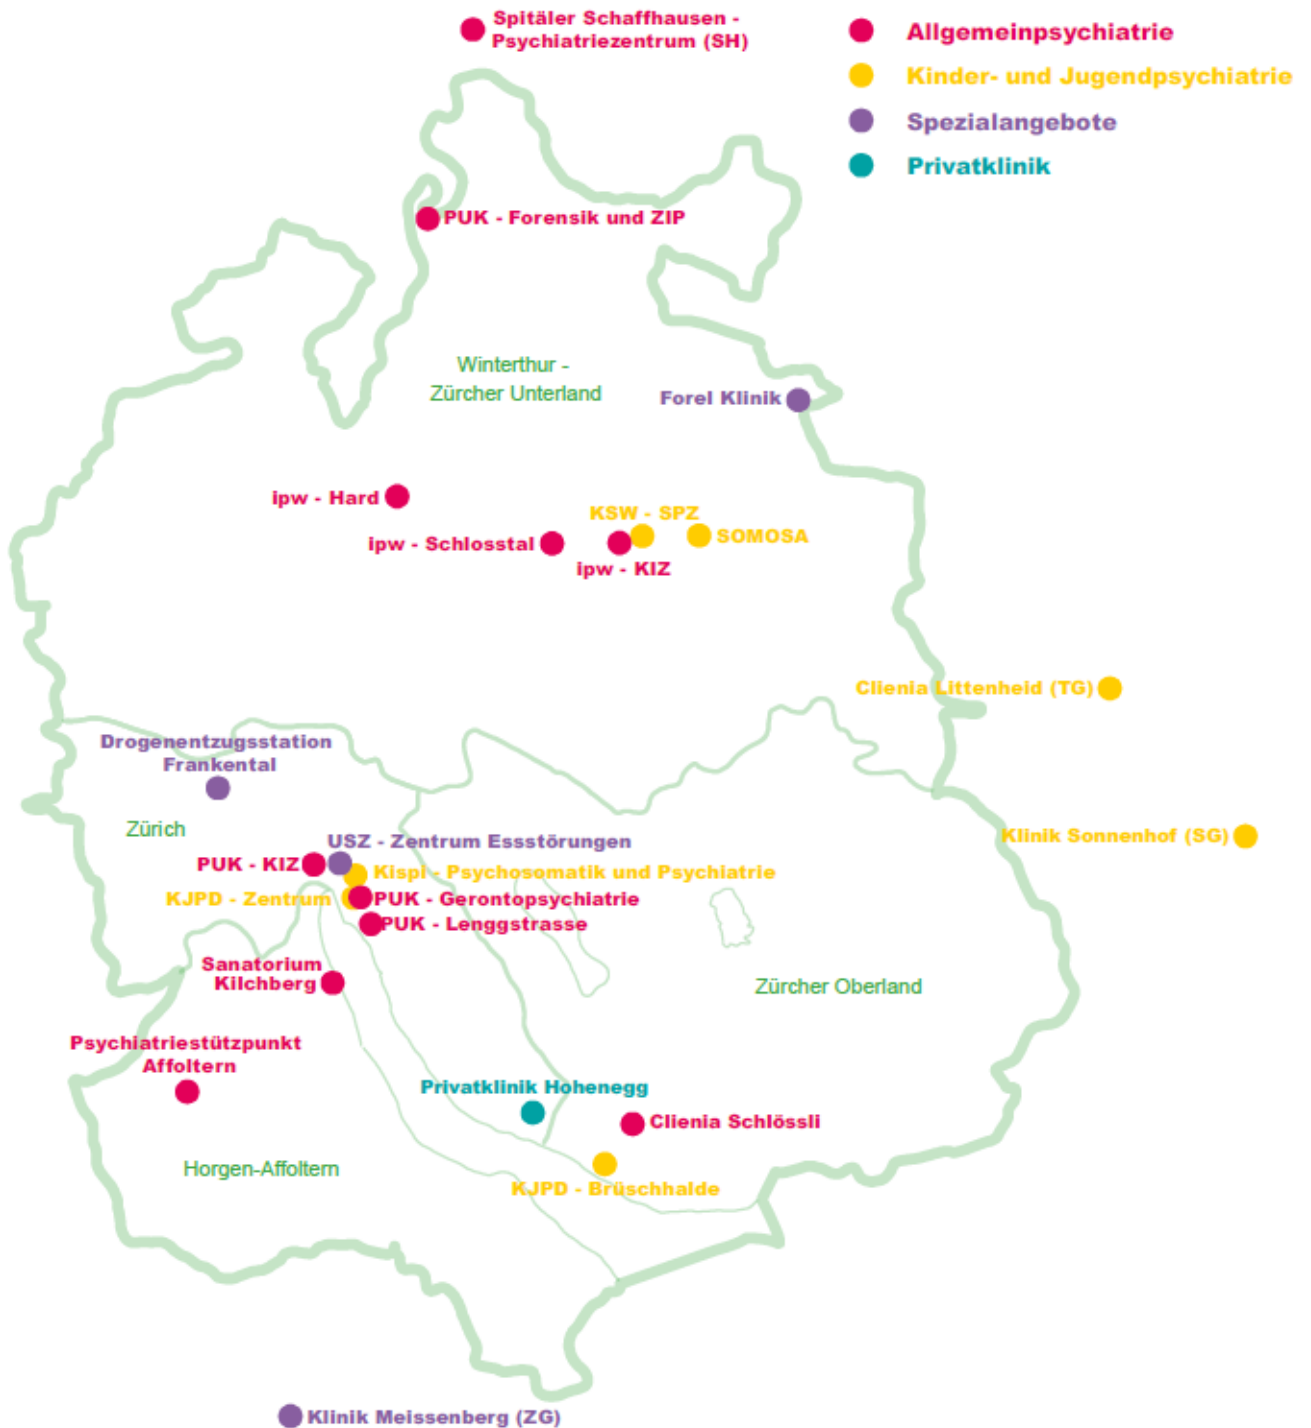 Spitäler Schaffhausen -
Psychiatriezentrum (SH)
Allgemeinpsychiatrie
Kinder- und Jugendpsychiatrie
Spezialangebote
Privatklinik
PUK - Forensik und ZIP
Winterthur -
Zürcher Unterland
Forel Klinik
ipw - Hard
KSW - SPZ
SOMOSA
ipw - Schlosstal
ipw - KIZ
Clienia Littenheid (TG)
Drogenentzugsstation
Frankental
Zürich
Klinik Sonnenhof (SG)
USZ - Zentrum Essstörungen
PUK - KIZ
Kispi - Psychosomatik und Psychiatrie
KJPD - Zentrum
PUK - Gerontopsychiatrie
PUK - Lenggstrasse
Sanatorium
Kilchberg
Zürcher Oberland
Psychiatriestützpunkt
Affoltern
Privatklinik Hohenegg
Clienia Schlössli
Horgen-Affoltern
KJPD - Brüschhalde
Klinik Meissenberg (ZG)